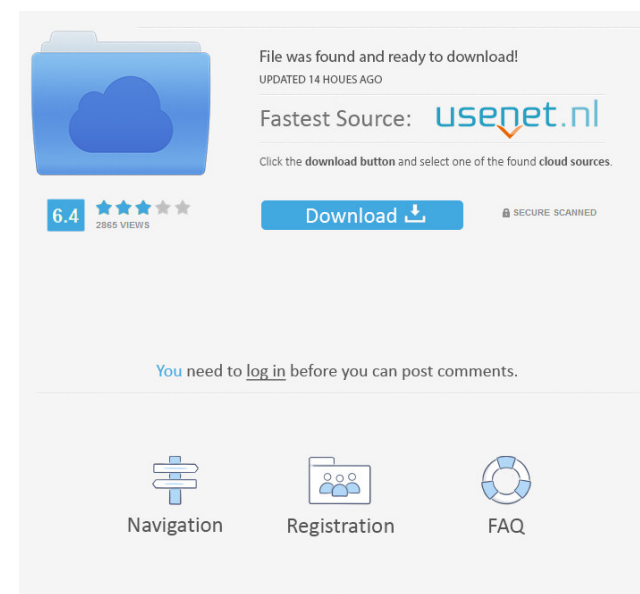 File was found and ready to download!
UPDATED 14 HOUES AGO
Fastest Source: usenet.nl
Click the download button and select one of the found cloud sources.
6.4
2865 VIEWS
Download
SECURE SCANNED
You need to log in before you can post comments.
Navigation
Registration
FAQ